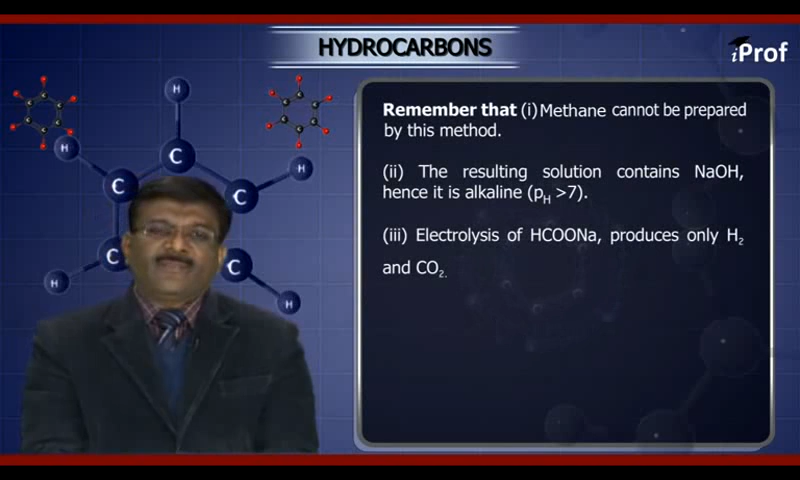 HYDROCARBONS
iProf
Remember that (i) Methane cannot be prepared
by this method.
(ii) The resulting solution contains NaOH,
hence it is alkaline (pH >7).
(iii) Electrolysis of HCOONa, produces only H2
and CO2.
H
H
C
H
C
C
C
C
H
H